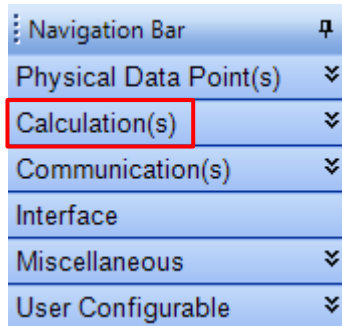 Navigation Bar
Physical Data Point(s)
Calculation(s)
Communication(s)
Interface
Miscellaneous
User Configurable